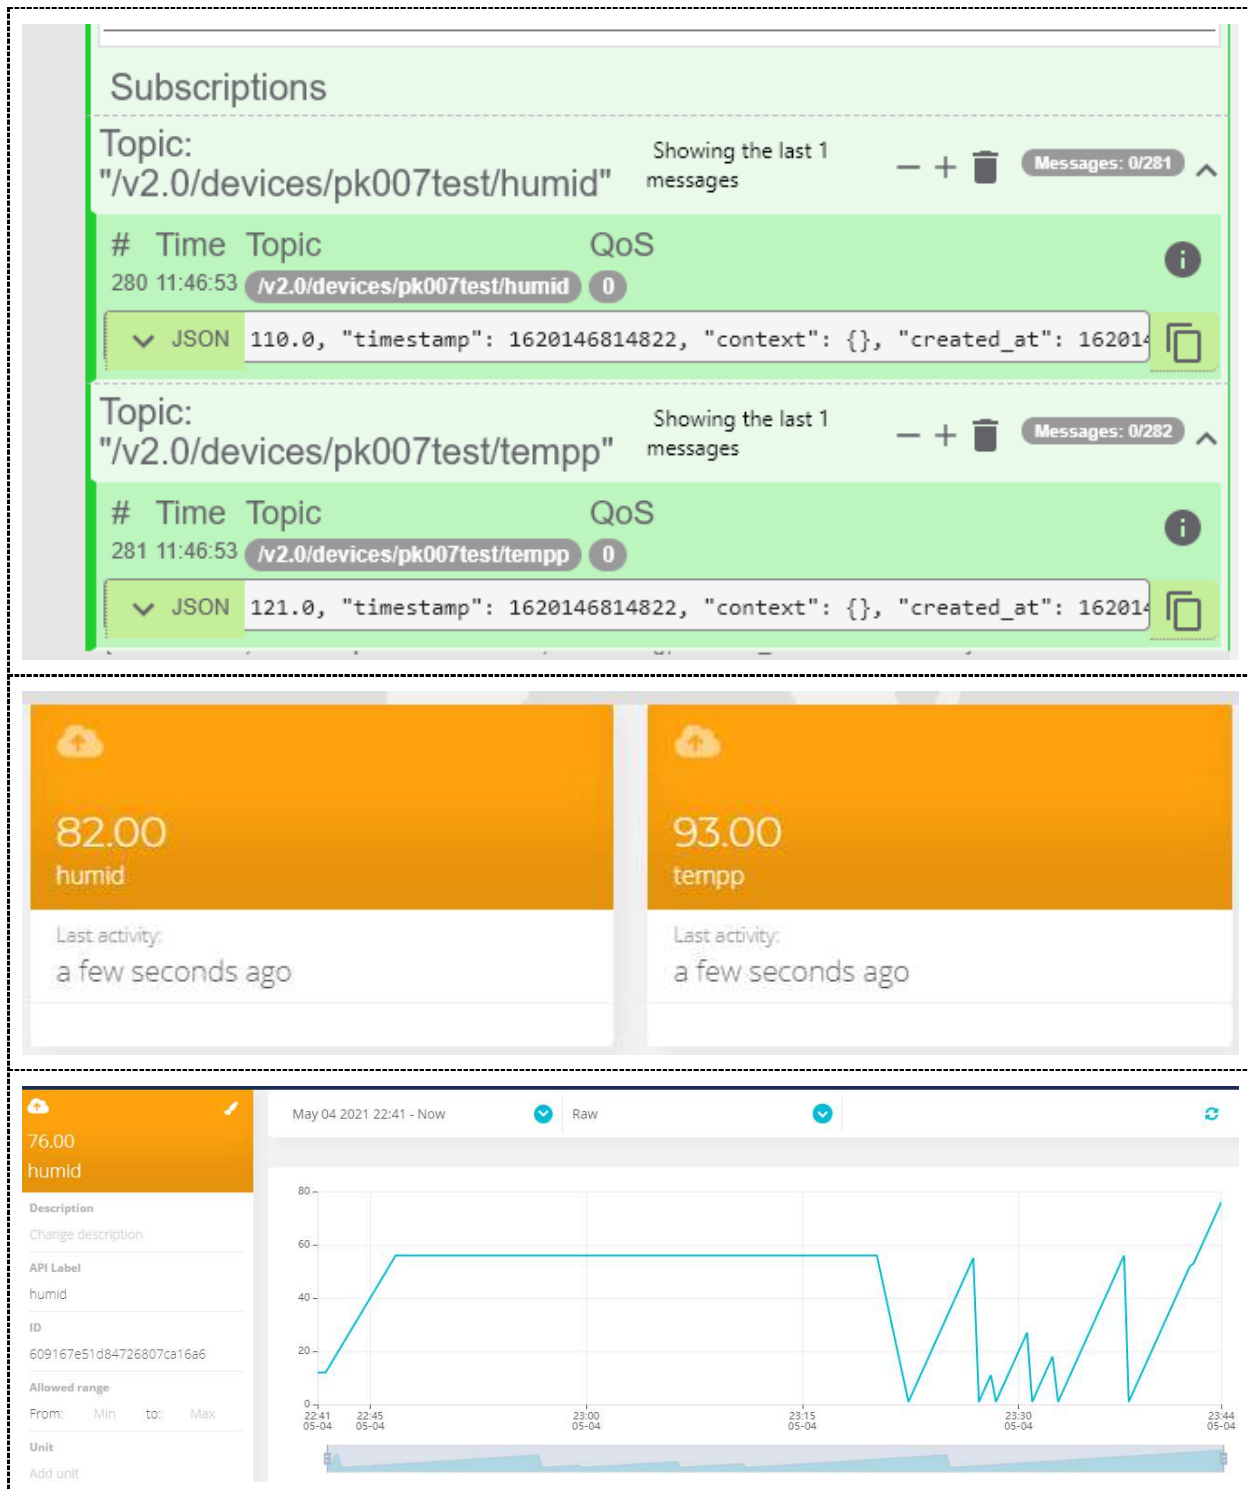 Subscriptions
Topic:
"/v2.0/devices/pk007test/humid"
Showing the last 1
messages
Messages: 0/281
# Time Topic QoS
280 11:46:53 /v2.0/devices/pk007test/humid 0
JSON 110.0, "timestamp": 1620146814822, "context": {}, "created_at": 16201
Topic:
"/v2.0/devices/pk007test/tempp"
Showing the last 1
messages
Messages: 0/282
# Time Topic QoS
281 11:46:53 /v2.0/devices/pk007test/tempp 0
JSON 121.0, "timestamp": 1620146814822, "context": {}, "created_at": 16201
82.00
humid
Last activity:
a few seconds ago
93.00
tempp
Last activity:
a few seconds ago
76.00
humid
Description
Change description
API Label
humid
ID
609167e51d84726807ca16a6
Allowed range
From: Min to: Max
Unit
Add unit
May 04 2021 22:41 - Now
Raw
80
60
40
20
0
22:41 22:45 23:00 23:15 23:30 23:44
05-04 05-04 05-04 05-04 05-04 05-04